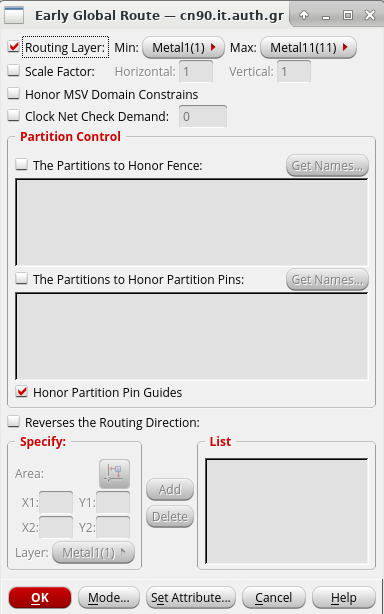 Early Global Route — cn90.it.auth.gr
Routing Layer: Min: Metal1(1) Max: Metal11(11)
Scale Factor: Horizontal: 1 Vertical: 1
Honor MSV Domain Constrains
Clock Net Check Demand: 0
Partition Control
The Partitions to Honor Fence: Get Names...
The Partitions to Honor Partition Pins: Get Names...
Honor Partition Pin Guides
Reverses the Routing Direction:
Specify: List
Area:
X1: Y1: Add
X2: Y2: Delete
Layer: Metal1(1)
OK Mode... Set Attribute... Cancel Help